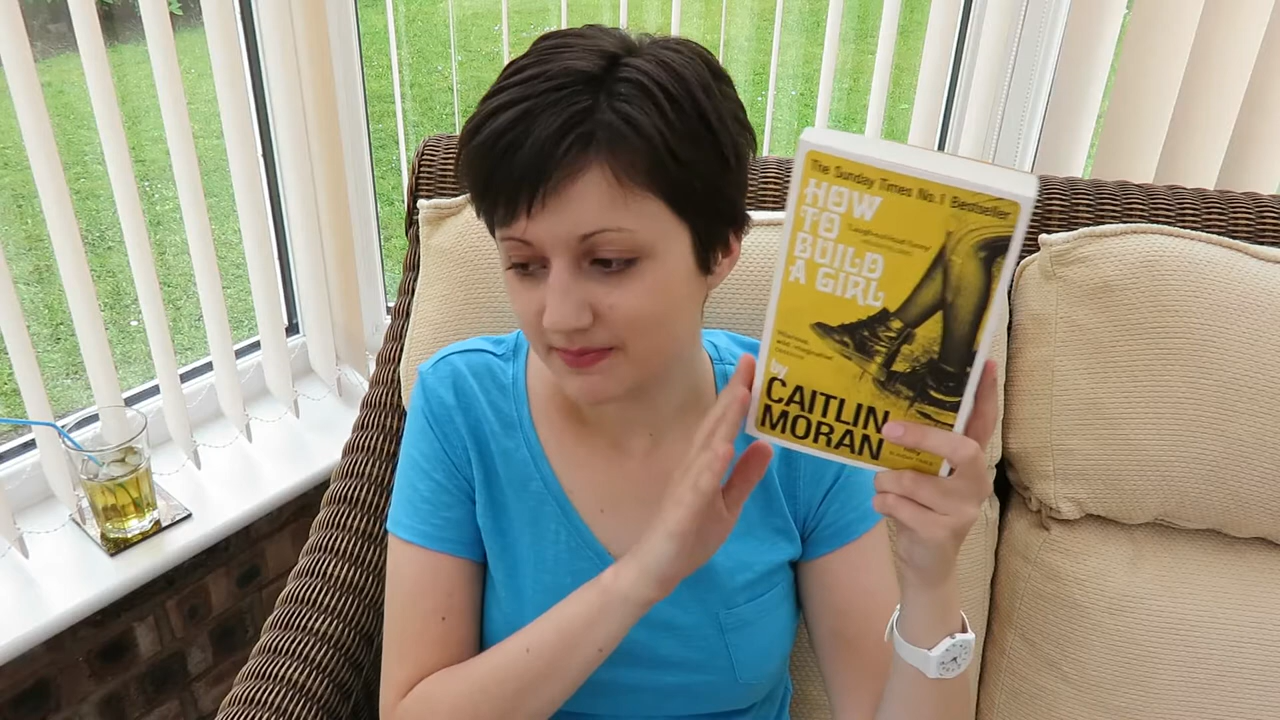 The Sunday Times No.1 Bestseller
HOW
TO
BUILD
A GIRL
by
CAITLIN
MORAN